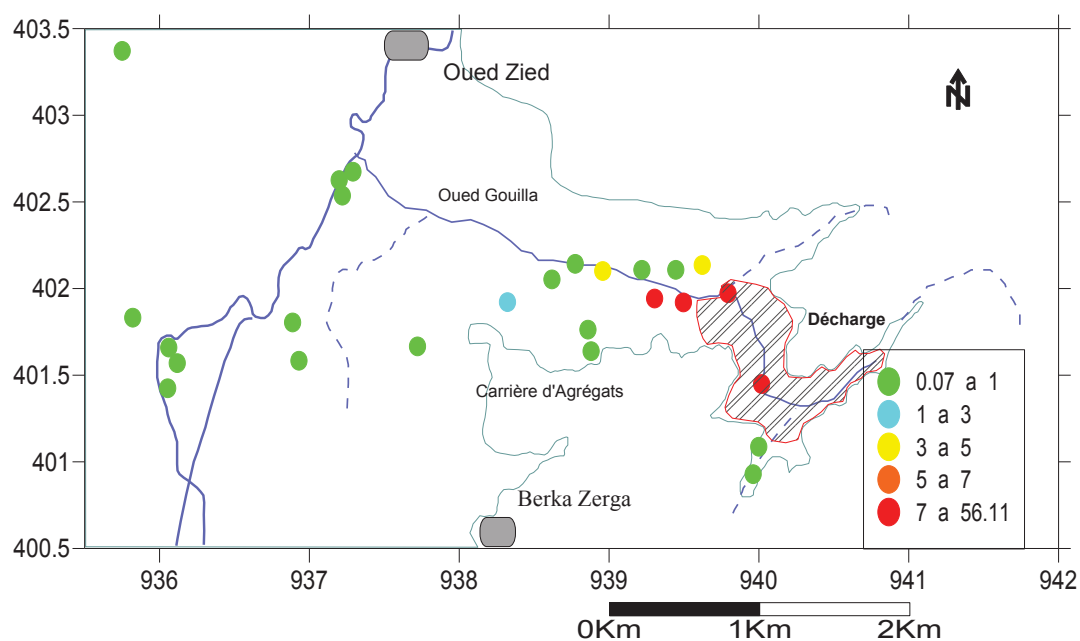 403.5
Oued Zied
N
403
402.5
Oued Gouilla
402
Décharge
401.5
Carrière d'Agrégats
0.07 a 1
1 a 3
3 a 5
5 a 7
7 a 56.11
401
Berka Zerga
400.5
936 937 938 939 940 941 942
0Km 1Km 2Km